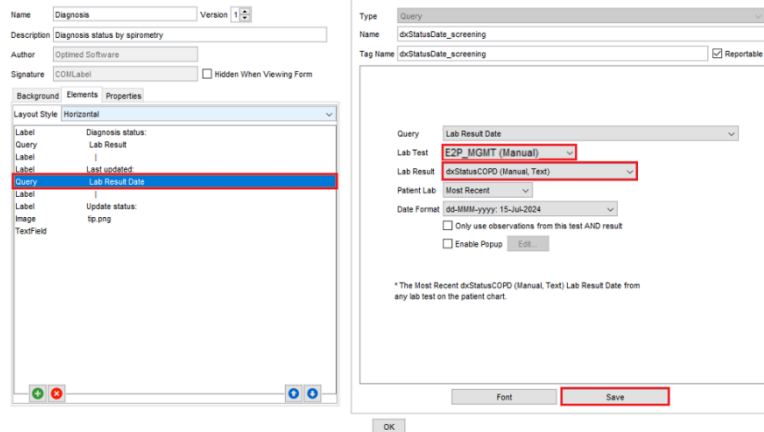 Name Diagnosis Version 1
Description Diagnosis status by spirometry
Author Optimed Software
Signature COMLabel Hidden When Viewing Form
Background Elements Properties
Layout Style Horizontal
Label Diagnosis status:
Query Lab Result
Label |
Label Last updated:
Query Lab Result Date
Label |
Label Update status:
Image tip.png
TextField
Type Query
Name dxStatusDate_screening
Tag Name dxStatusDate_screening Reportable
Query Lab Result Date
Lab Test E2P_MGMT (Manual)
Lab Result dxStatusCOPD (Manual, Text)
Patient Lab Most Recent
Date Format dd-MMM-yyyy: 15-Jul-2024
Only use observations from this test AND result
Enable Popup Edit...
* The Most Recent dxStatusCOPD (Manual, Text) Lab Result Date from
any lab test on the patient chart.
Font Save
OK